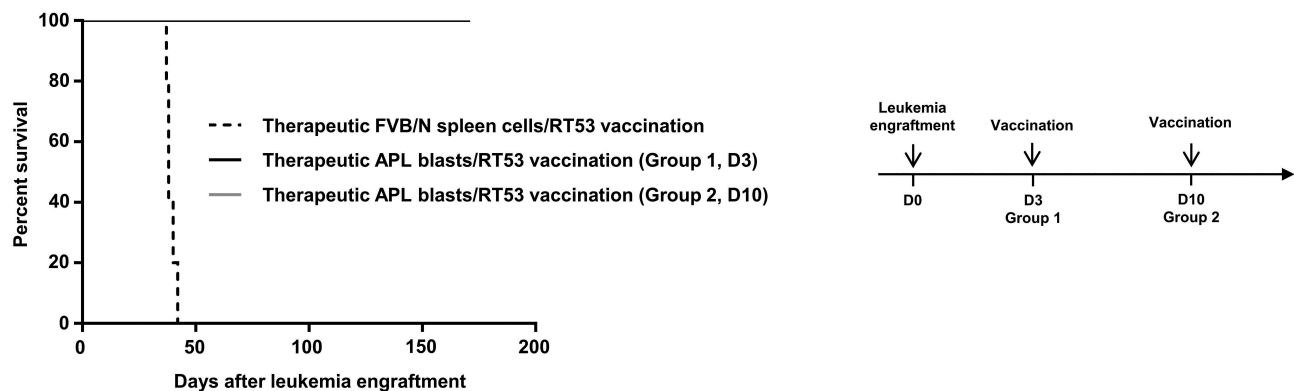 100
80
60
40
20
0
Percent survival
0
50
100
150
200
Days after leukemia engraftment
Therapeutic FVB/N spleen cells/RT53 vaccination
Therapeutic APL blasts/RT53 vaccination (Group 1, D3)
Therapeutic APL blasts/RT53 vaccination (Group 2, D10)
Leukemia
engraftment
Vaccination
Vaccination
D0
D3
Group 1
D10
Group 2